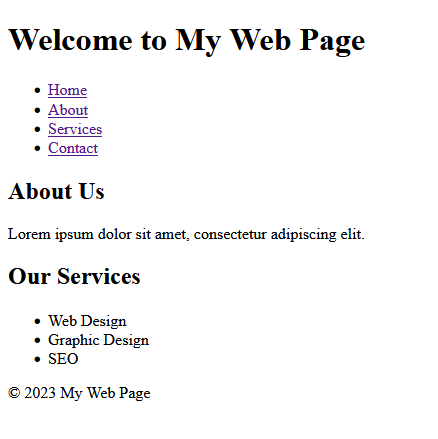 Welcome to My Web Page
Home
About
Services
Contact
About Us
Lorem ipsum dolor sit amet, consectetur adipiscing elit.
Our Services
Web Design
Graphic Design
SEO
© 2023 My Web Page